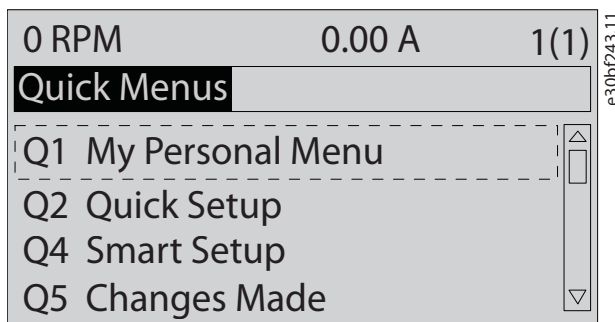 0 RPM 0.00 A 1(1)
Quick Menus
Q1 My Personal Menu
Q2 Quick Setup
Q4 Smart Setup
Q5 Changes Made
e30bf243.11